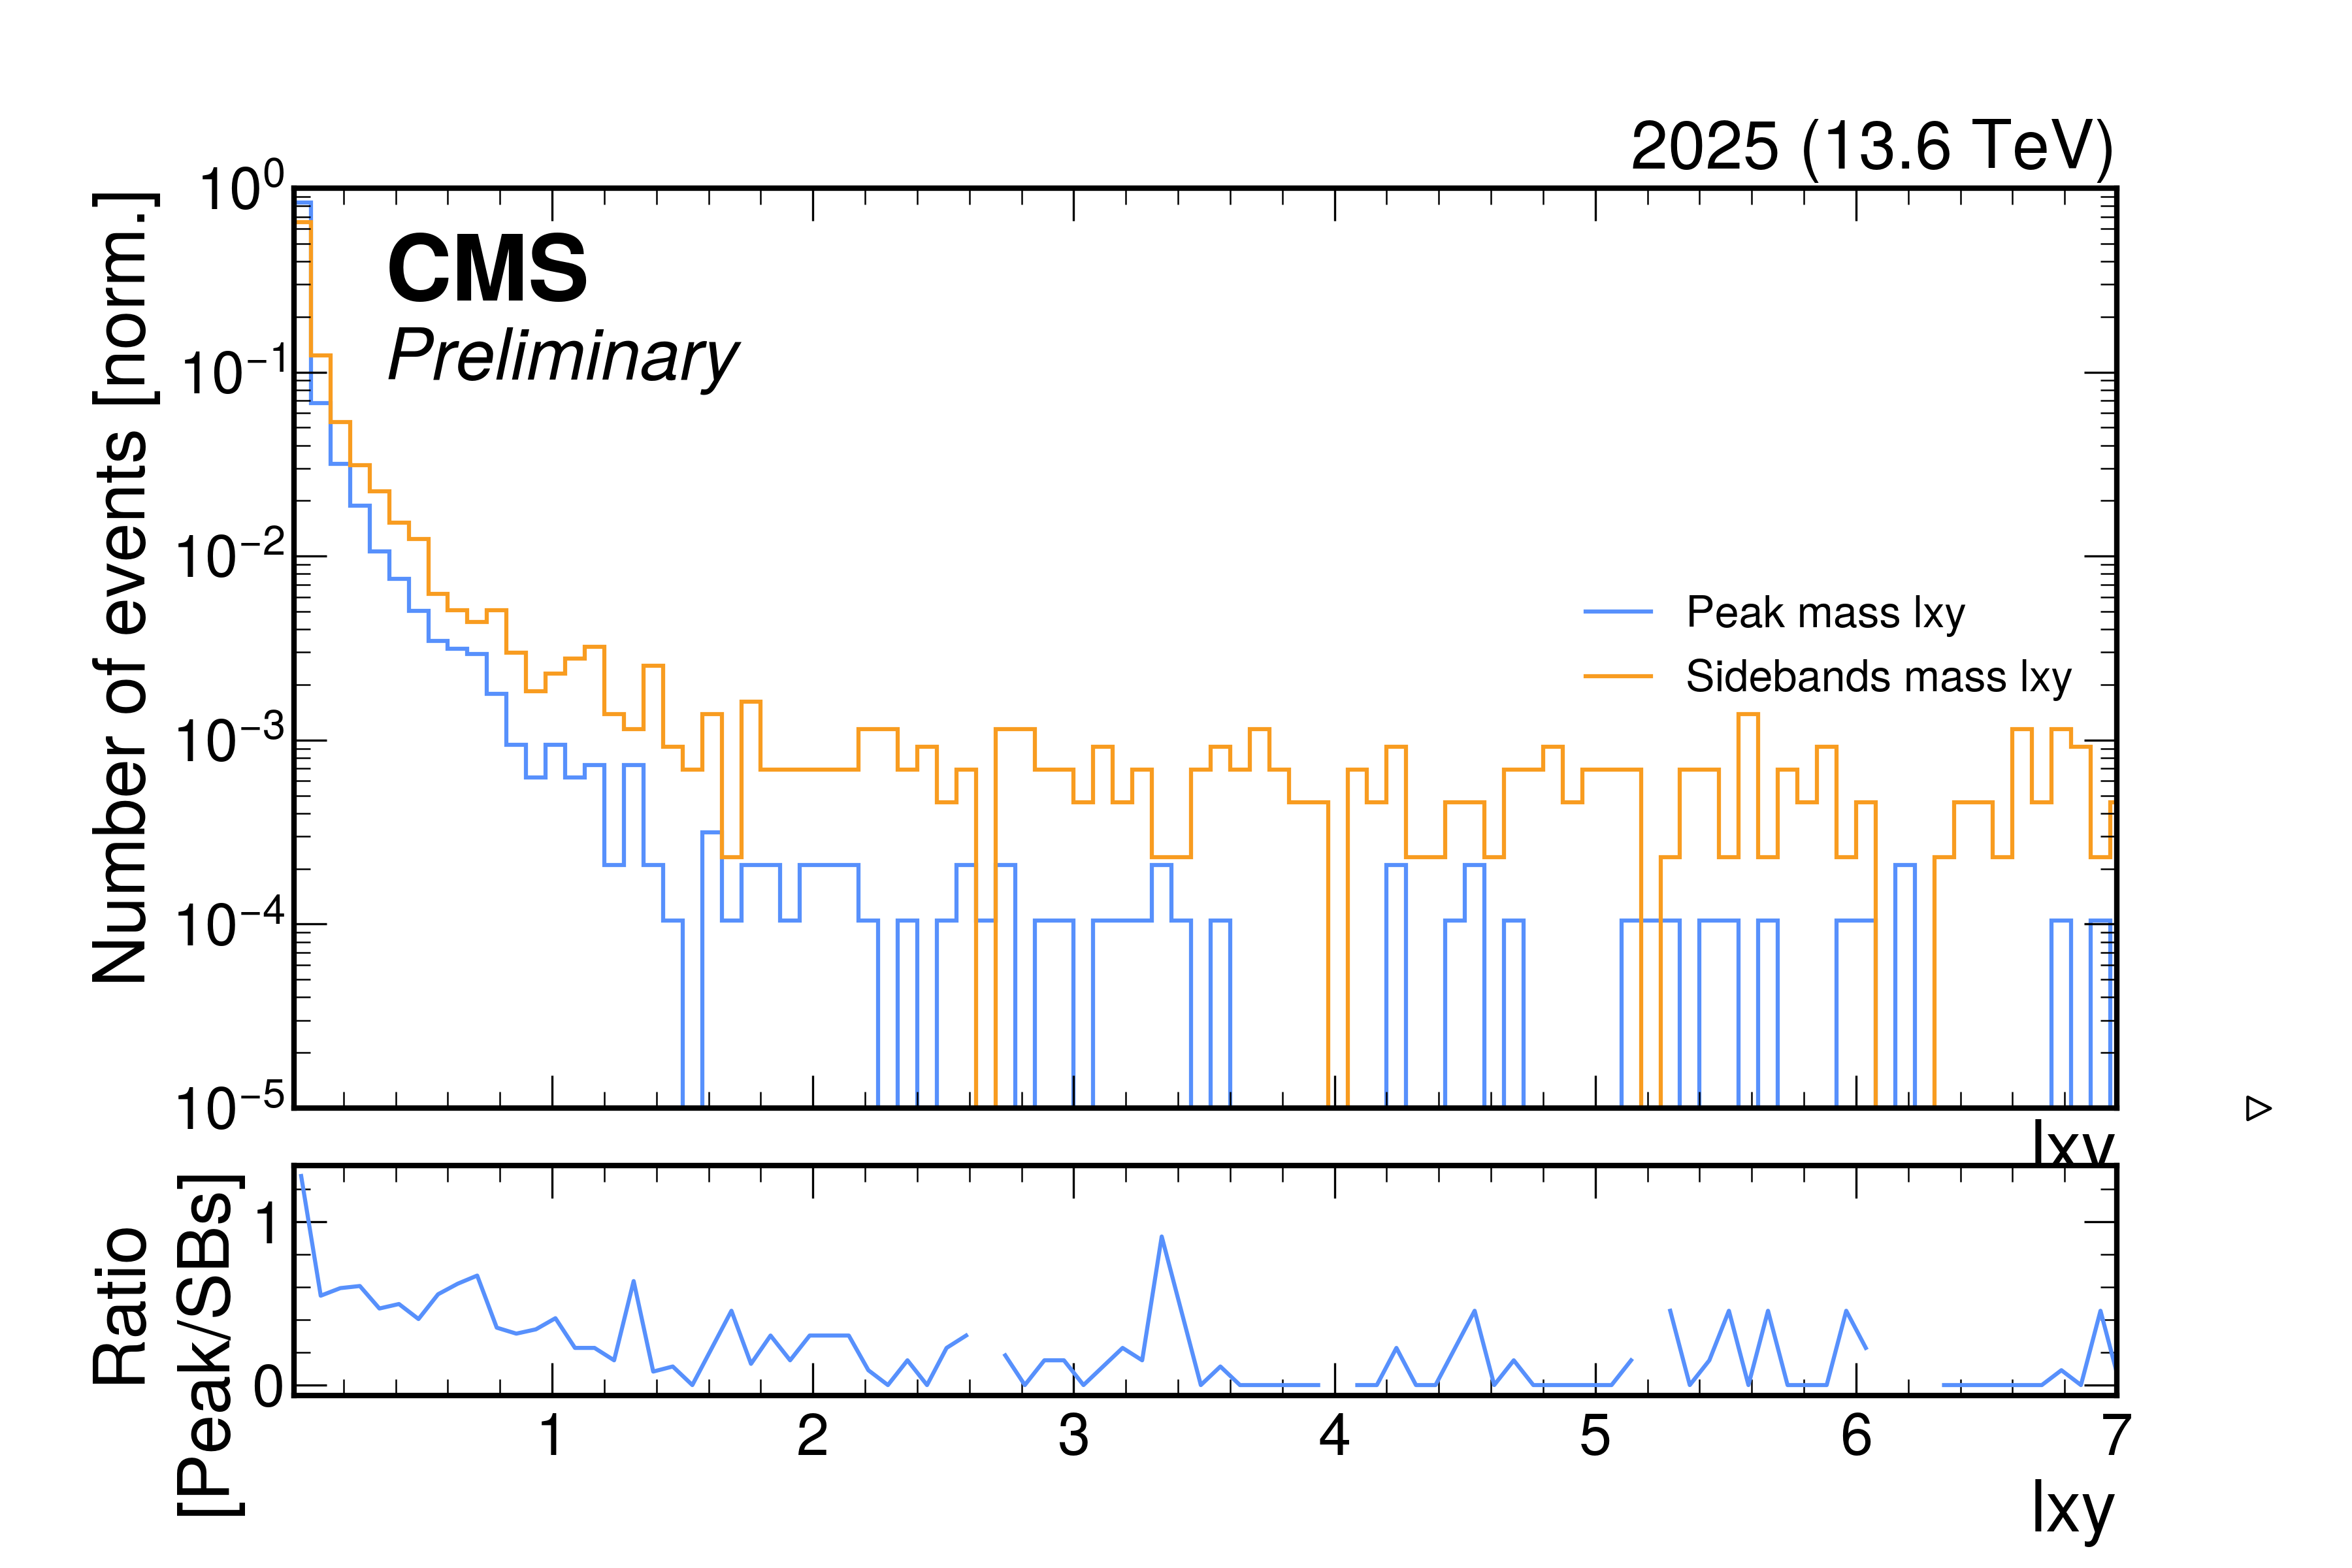 2025 (13.6 TeV)
CMS
Preliminary
Number of events [norm.]
10⁰
10⁻¹
10⁻²
10⁻³
10⁻⁴
10⁻⁵
Peak mass lxy
Sidebands mass lxy
lxy
Ratio
[Peak/SBs]
1
0
1 2 3 4 5 6 7
lxy